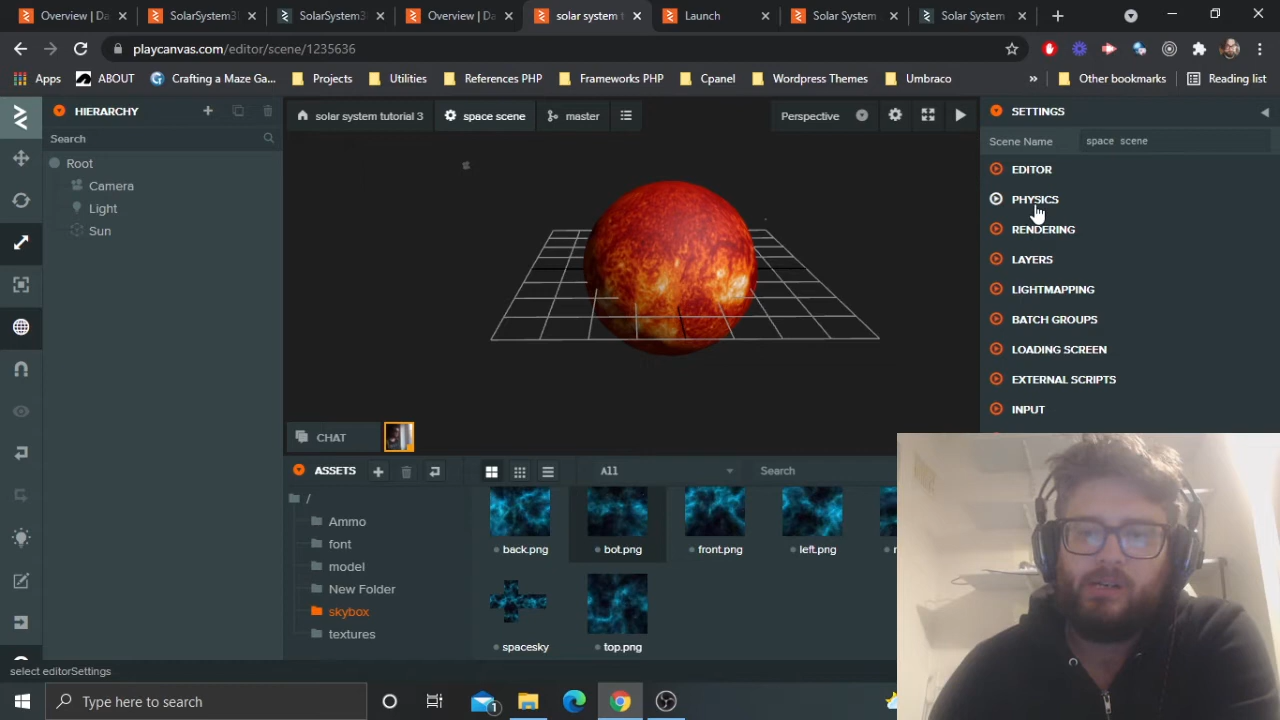 Overview | Da
SolarSystem3
SolarSystem3
Overview | Da
solar system t
Launch
Solar System
Solar System
playcanvas.com/editor/scene/1235636
Apps
ABOUT
Crafting a Maze Ga...
Projects
Utilities
References PHP
Frameworks PHP
Cpanel
Wordpress Themes
Umbraco
»
Other bookmarks
Reading list
HIERARCHY
Search
Root
Camera
Light
Sun
solar system tutorial 3
space scene
master
Perspective
SETTINGS
Scene Name
space scene
EDITOR
PHYSICS
RENDERING
LAYERS
LIGHTMAPPING
BATCH GROUPS
LOADING SCREEN
EXTERNAL SCRIPTS
INPUT
CHAT
ASSETS
All
Search
/
Ammo
font
model
New Folder
skybox
textures
back.png
bot.png
front.png
left.png
spacesky
top.png
select editorSettings
Type here to search
1